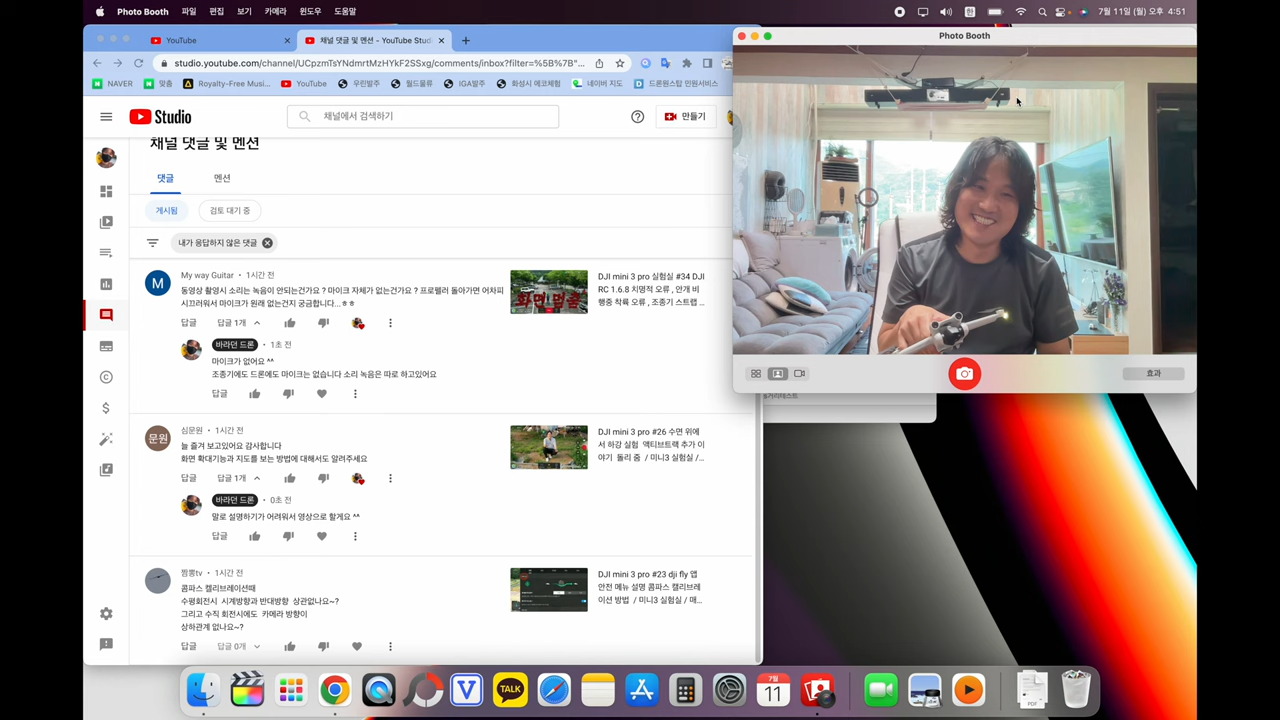 Photo Booth 파일 편집 보기 카메라 윈도우 도움말
한 7월 11일 (월) 오후 4:51
YouTube
채널 댓글 및 멘션 - YouTube Stud
studio.youtube.com/channel/UCpzmTsYNdmrtMzHYkF2SSxg/comments/inbox?filter=%5B%7B"...
NAVER 맞춤 Royalty-Free Musi... YouTube 우린발주 월드물류 IGA발주 화성시 에코체험 네이버 지도 드론원스탑 민원서비스
Photo Booth
Studio
채널에서 검색하기
만들기
채널 댓글 및 멘션
댓글 멘션
게시됨 검토 대기 중
내가 응답하지 않은 댓글
M
My way Guitar • 1시간 전
동영상 촬영시 소리는 녹음이 안되는건가요 ? 마이크 자체가 없는건가요 ? 프로펠러 돌아가면 어차피
시끄러워서 마이크가 원래 없는건지 궁금합니다...ㅎㅎ
답글 답글 1개
바라던 드론 • 1초 전
마이크가 없어요 ^^
조종기에도 드론에도 마이크는 없습니다 소리 녹음은 따로 하고있어요
답글
화면 멈춤
DJI mini 3 pro 실험실 #34 DJI
RC 1.6.8 치명적 오류 , 안개 비
행중 착륙 오류 , 조종기 스트랩 ...
문원
심문원 • 1시간 전
늘 즐겨 보고있어요 감사합니다
화면 확대기능과 지도를 보는 방법에 대해서도 알려주세요
답글 답글 1개
바라던 드론 • 0초 전
말로 설명하기가 어려워서 영상으로 할게요 ^^
답글
DJI mini 3 pro #26 수면 위에
서 하강 실험 액티브트랙 추가 이
야기 돌리 줌 / 미니3 실험실 /...
짬뽕tv • 1시간 전
콤파스 캘리브레이션때
수평회전시 시계방향과 반대방향 상관없나요~?
그리고 수직 회전시에도 카메라 방향이
상하관계 없나요~?
답글 답글 0개
DJI mini 3 pro #23 dji fly 앱
안전 메뉴 설명 콤파스 캘리브레
이션 방법 / 미니3 실험실 / 매...
효과
7월
11
TALK
PDF